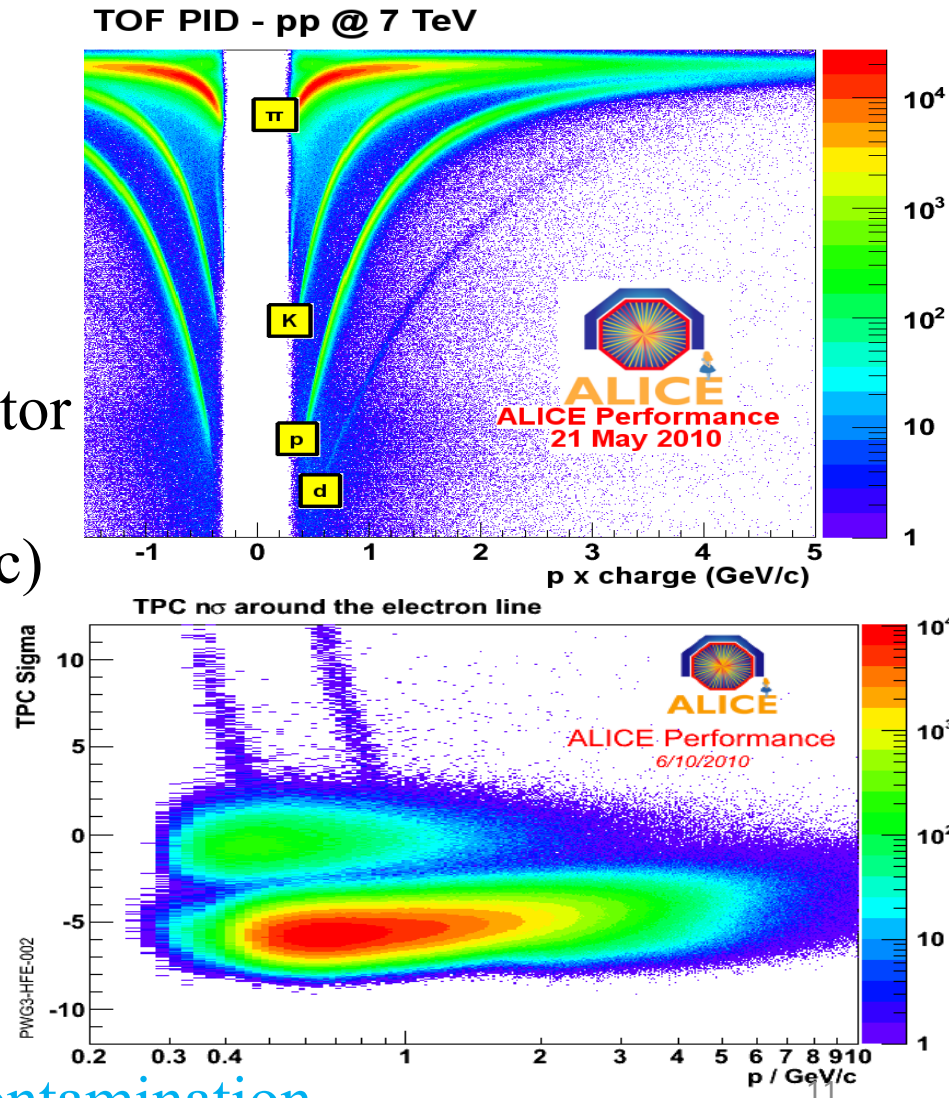 TOF PID - pp @ 7 TeV
π
10⁴
10³
K
10²
ALICE
tor
ALICE Performance
p
10
21 May 2010
d
1
-1 0 1 2 3 4 5
c)
p x charge (GeV/c)
TPC nσ around the electron line
TPC Sigma
10
5
0
-5
-10
ALICE
ALICE Performance
6/10/2010
10⁴
10³
10²
10
1
PWG3-HFE-002
0.2 0.3 0.4 1 2 3 4 5 6 7 8 9 10
p / GeV/c
11
ontamination